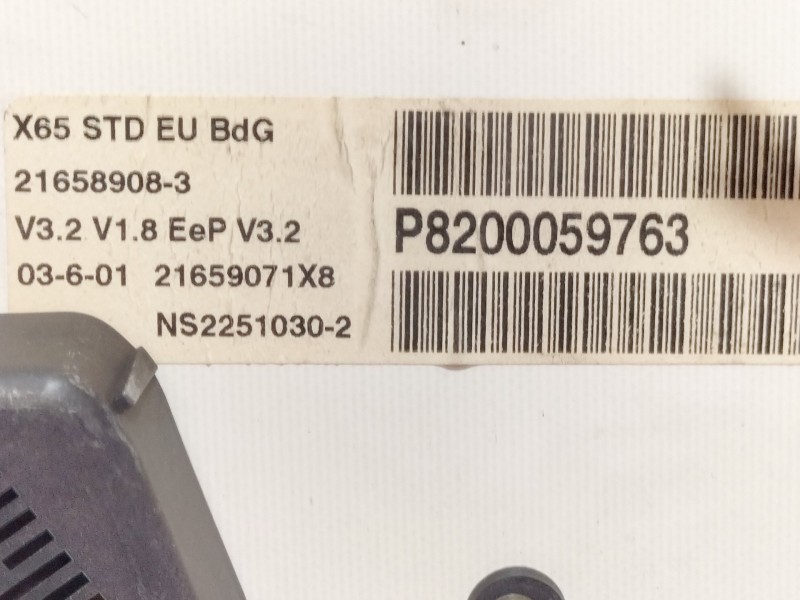 X65 STD EU BdG
21658908-3
V3.2 V1.8 EeP V3.2
03-6-01 21659071X8
NS2251030-2
P8200059763